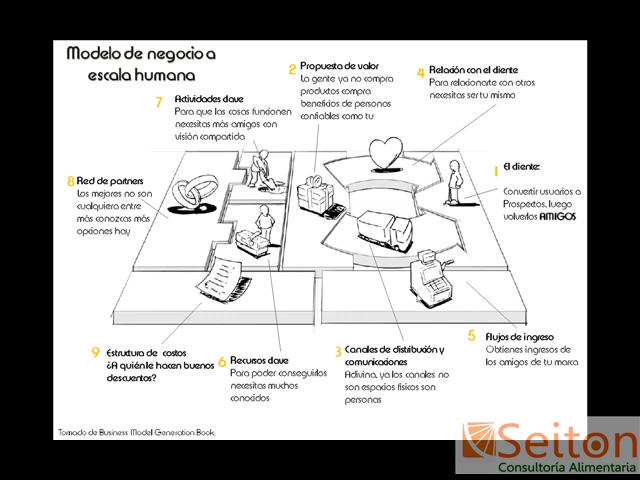 Modelo de negocio a
escala humana
2 Propuesta de valor
La gente ya no compra
productos compra
beneficios de personas
confiables como tu
4 Relación con el cliente
Para relacionarte con otros
necesitas ser tu mismo
7 Actividades clave
Para que las cosas funcionen
necesitas más amigos con
visión compartida
8 Red de partners
Los mejores no son
cualquiera entre
más conozcas más
opciones hay
1 El cliente:
Convertir usuarios a
Prospetos, luego
volverlos AMIGOS
9 Estructura de costos
¿A quién le hacen buenos
descuentos?
6 Recursos clave
Para poder conseguirlos
necesitas muchos
conocidos
3 Canales de distribución y
comunicaciones
Adivina, ya los canales no
son espacios físicos son
personas
5 flujos de ingreso
Obtienes ingresos de
los amigos de tu marca
Tomado de Business Model Generation Book.
Seiton
Consultoría Alimentaria